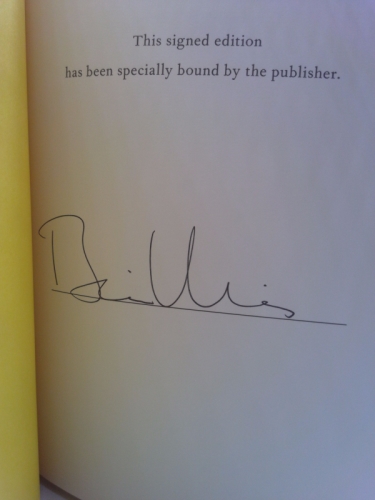 This signed edition
has been specially bound by the publisher.